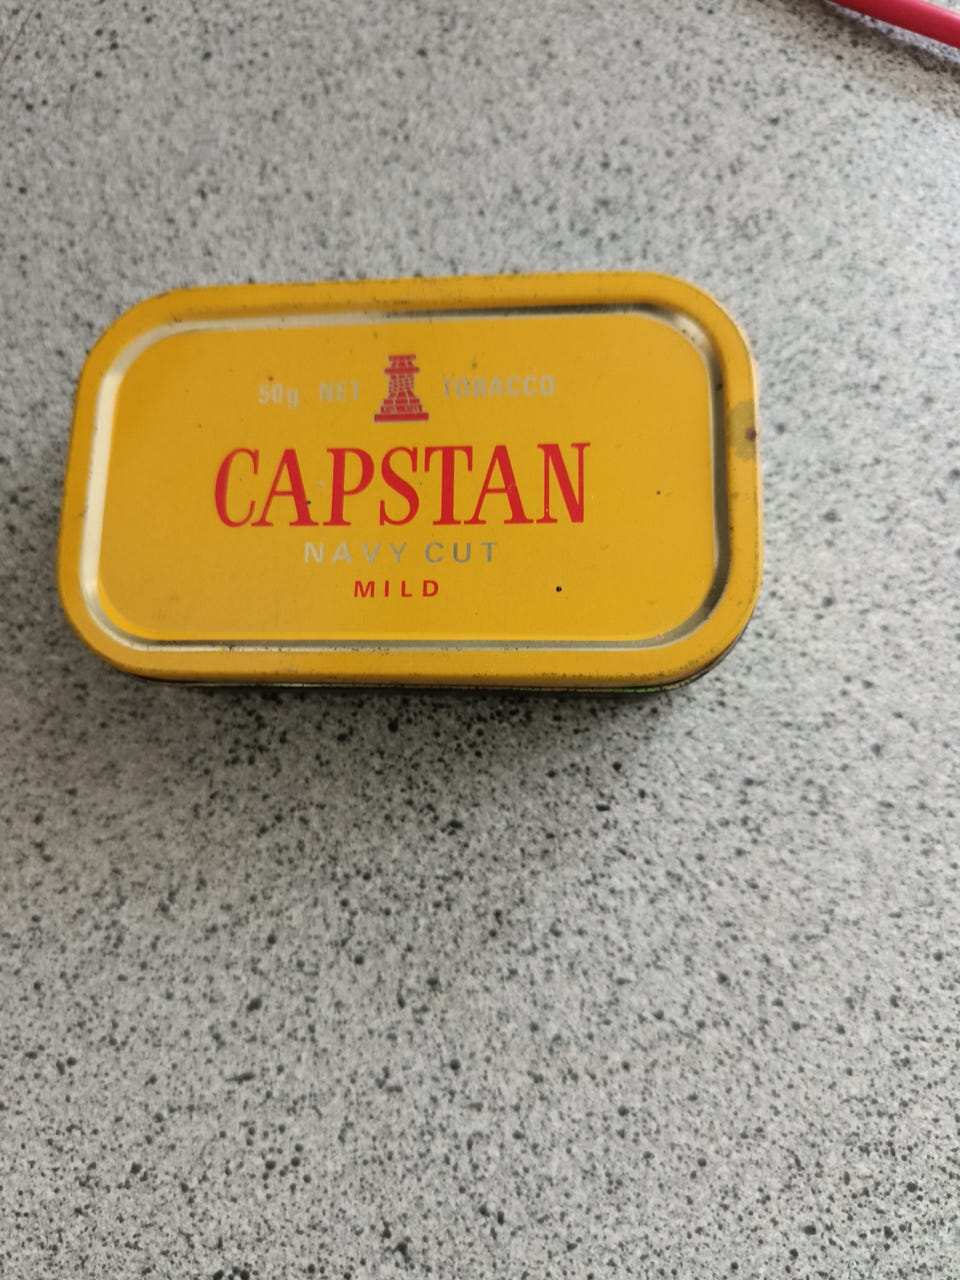 50g NET TOBACCO
CAPSTAN
NAVY CUT
MILD